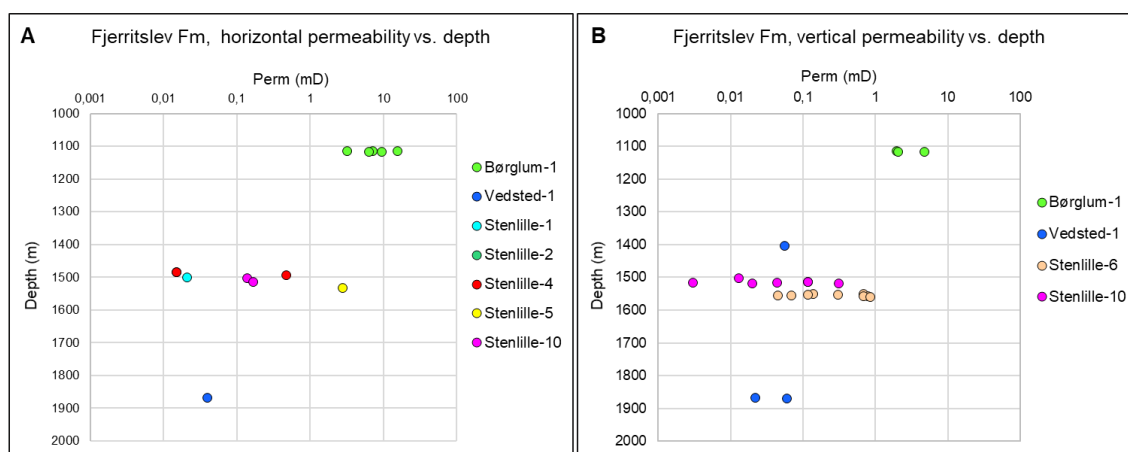 A
Fjerritslev Fm, horizontal permeability vs. depth
Perm (mD)
0,001 0,01 0,1 1 10 100
1000
1100
1200
1300
1400
1500
1600
1700
1800
1900
2000
Depth (m)
Børglum-1
Vedsted-1
Stenlille-1
Stenlille-2
Stenlille-4
Stenlille-5
Stenlille-10
B
Fjerritslev Fm, vertical permeability vs. depth
Perm (mD)
0,001 0,01 0,1 1 10 100
1000
1100
1200
1300
1400
1500
1600
1700
1800
1900
2000
Depth (m)
Børglum-1
Vedsted-1
Stenlille-6
Stenlille-10